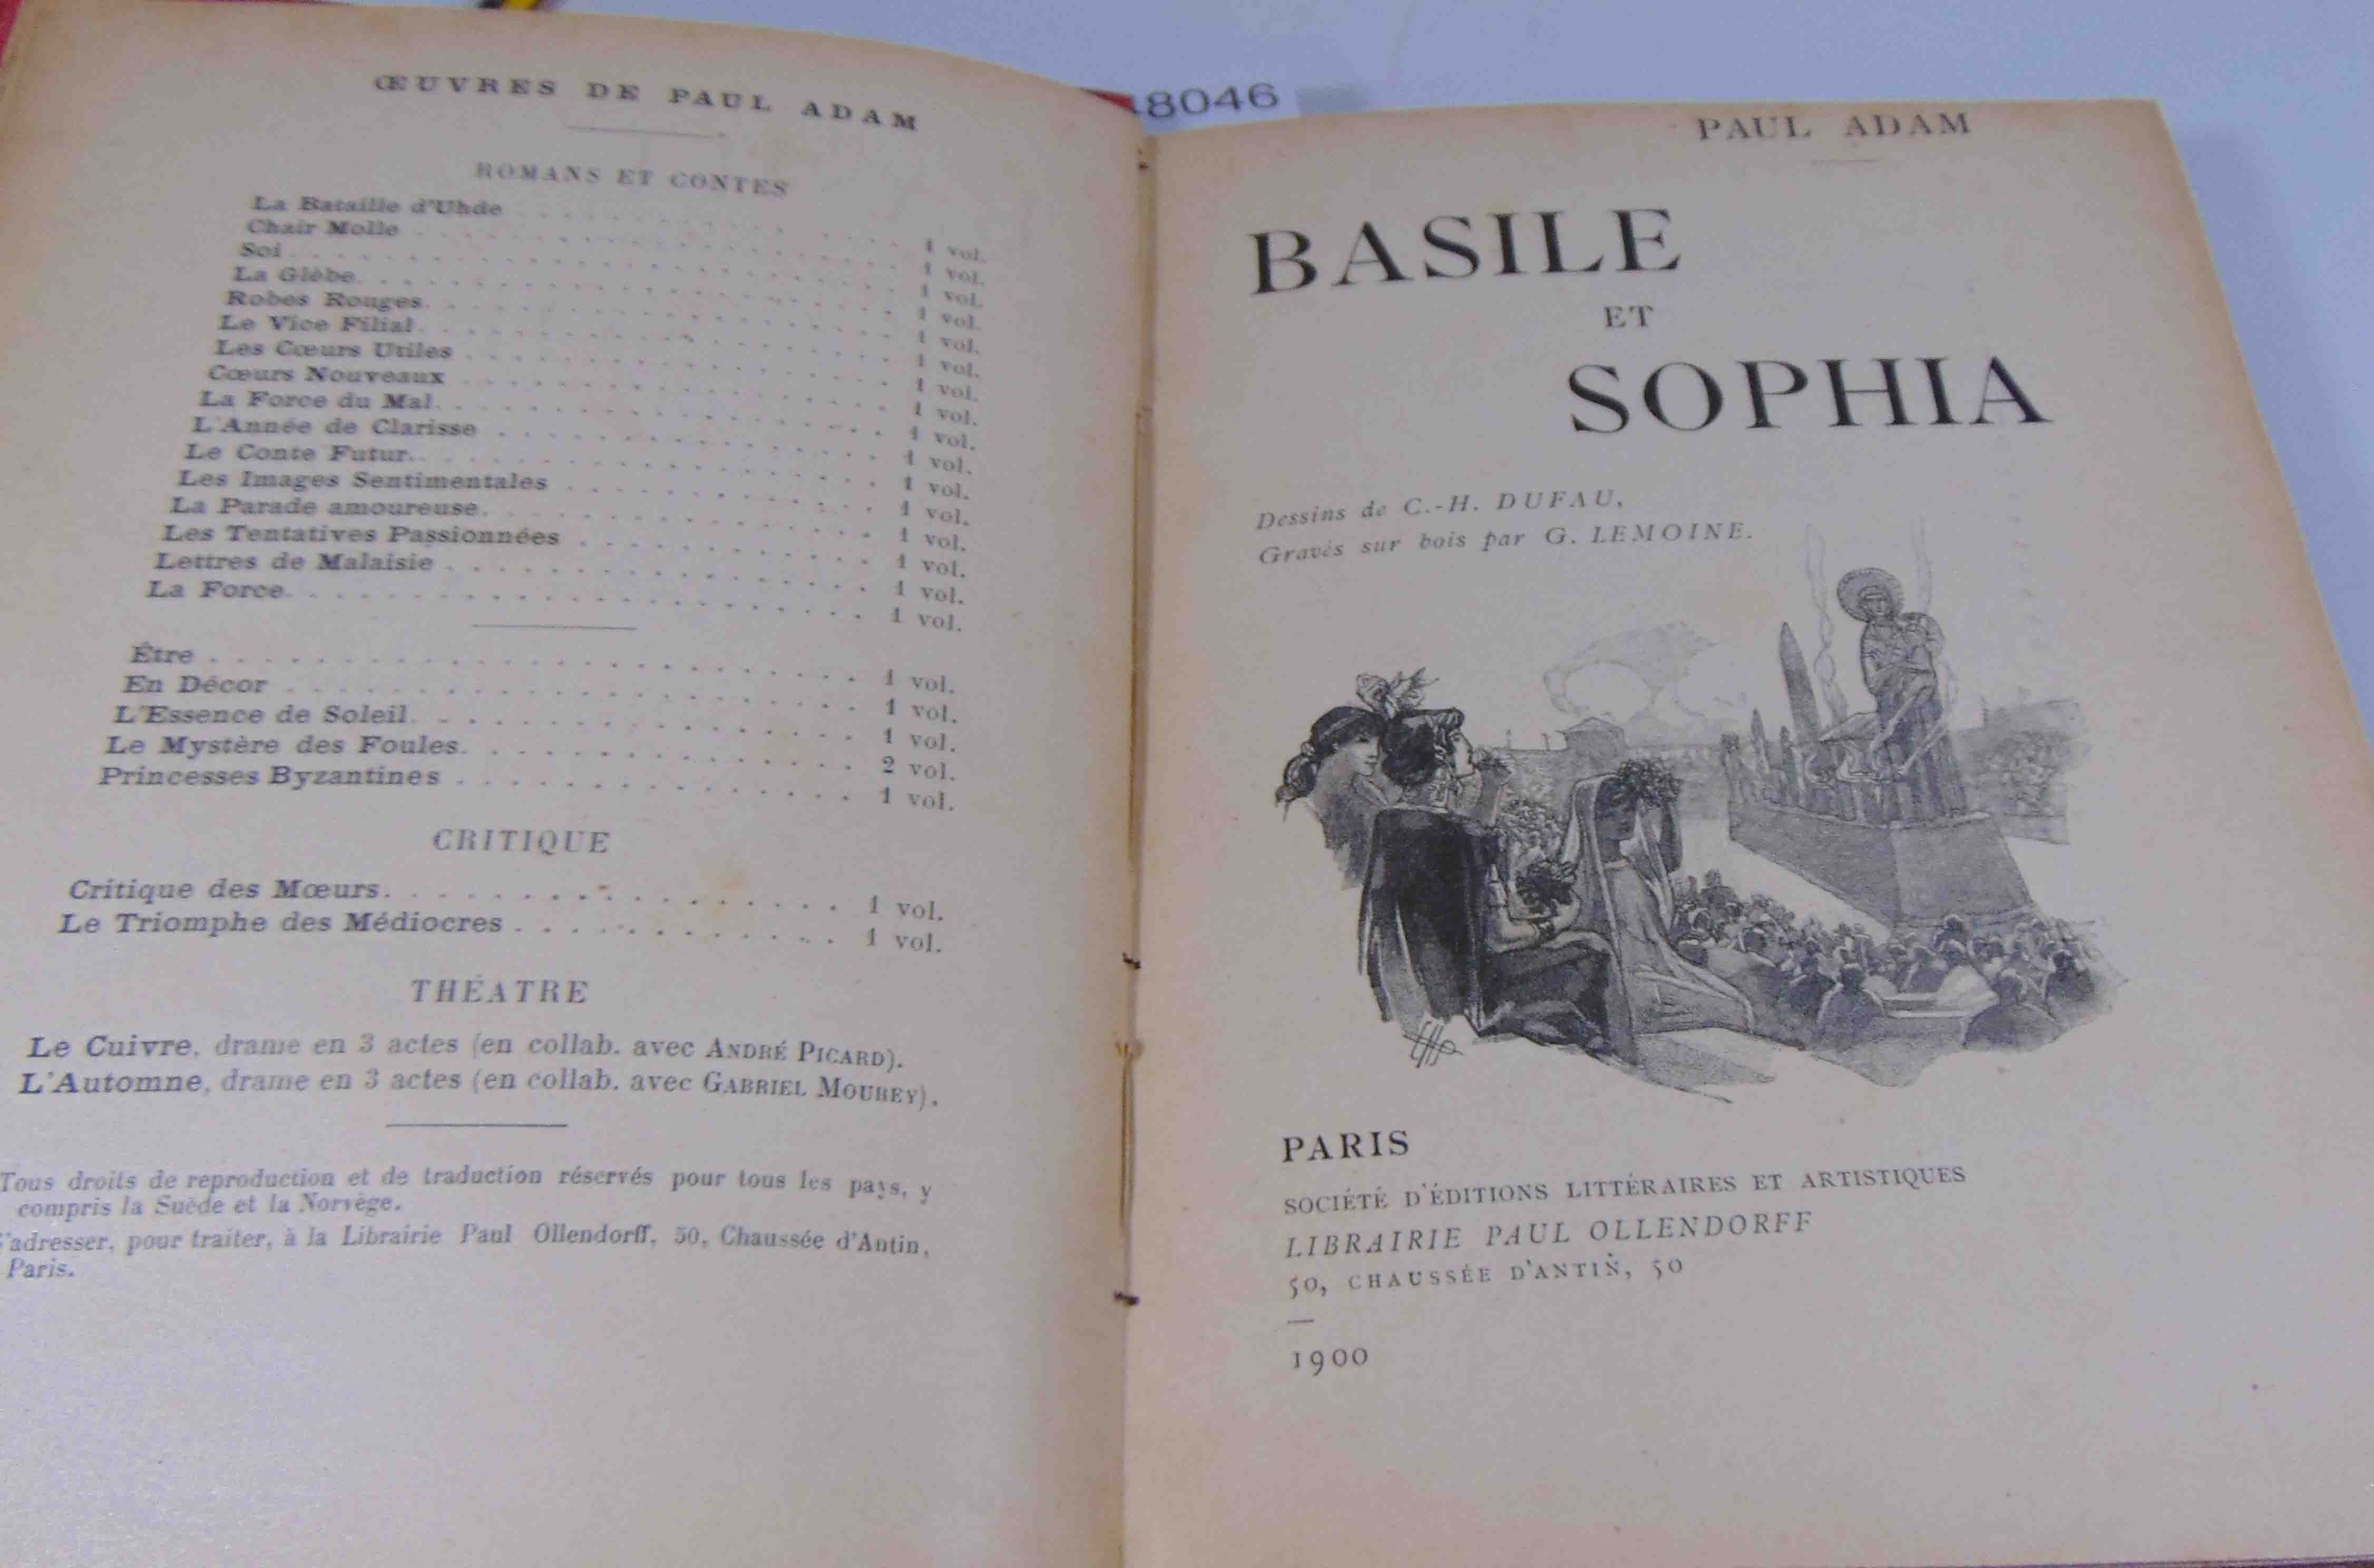 ŒUVRES DE PAUL ADAM
ROMANS ET CONTES
La Bataille d'Uhde . . . . . . . . . . 1 vol.
Chair Molle . . . . . . . . . . 1 vol.
Soi . . . . . . . . . . 1 vol.
La Glèbe . . . . . . . . . . 1 vol.
Robes Rouges . . . . . . . . . . 1 vol.
Le Vice Filial . . . . . . . . . . 1 vol.
Les Cœurs Utiles . . . . . . . . . . 1 vol.
Cœurs Nouveaux . . . . . . . . . . 1 vol.
La Force du Mal . . . . . . . . . . 1 vol.
L'Année de Clarisse . . . . . . . . . . 1 vol.
Le Conte Futur . . . . . . . . . . 1 vol.
Les Images Sentimentales . . . . . . . . . . 1 vol.
La Parade amoureuse . . . . . . . . . . 1 vol.
Les Tentatives Passionnées . . . . . . . . . . 1 vol.
Lettres de Malaisie . . . . . . . . . . 1 vol.
La Force . . . . . . . . . . 1 vol.
Être . . . . . . . . . . 1 vol.
En Décor . . . . . . . . . . 1 vol.
L'Essence de Soleil . . . . . . . . . . 1 vol.
Le Mystère des Foules . . . . . . . . . . 2 vol.
Princesses Byzantines . . . . . . . . . . 1 vol.
CRITIQUE
Critique des Mœurs . . . . . . . . . . 1 vol.
Le Triomphe des Médiocres . . . . . . . . . . 1 vol.
THÉATRE
Le Cuivre, drame en 3 actes (en collab. avec ANDRÉ PICARD).
L'Automne, drame en 3 actes (en collab. avec GABRIEL MOUREY).
Tous droits de reproduction et de traduction réservés pour tous les pays, y
compris la Suède et la Norvège.
S'adresser, pour traiter, à la Librairie Paul Ollendorff, 50, Chaussée d'Antin,
Paris.
18046
PAUL ADAM
BASILE
ET
SOPHIA
Dessins de C.-H. DUFAU,
Gravés sur bois par G. LEMOINE.
PARIS
SOCIÉTÉ D'ÉDITIONS LITTÉRAIRES ET ARTISTIQUES
LIBRAIRIE PAUL OLLENDORFF
50, CHAUSSÉE D'ANTIN, 50
1900